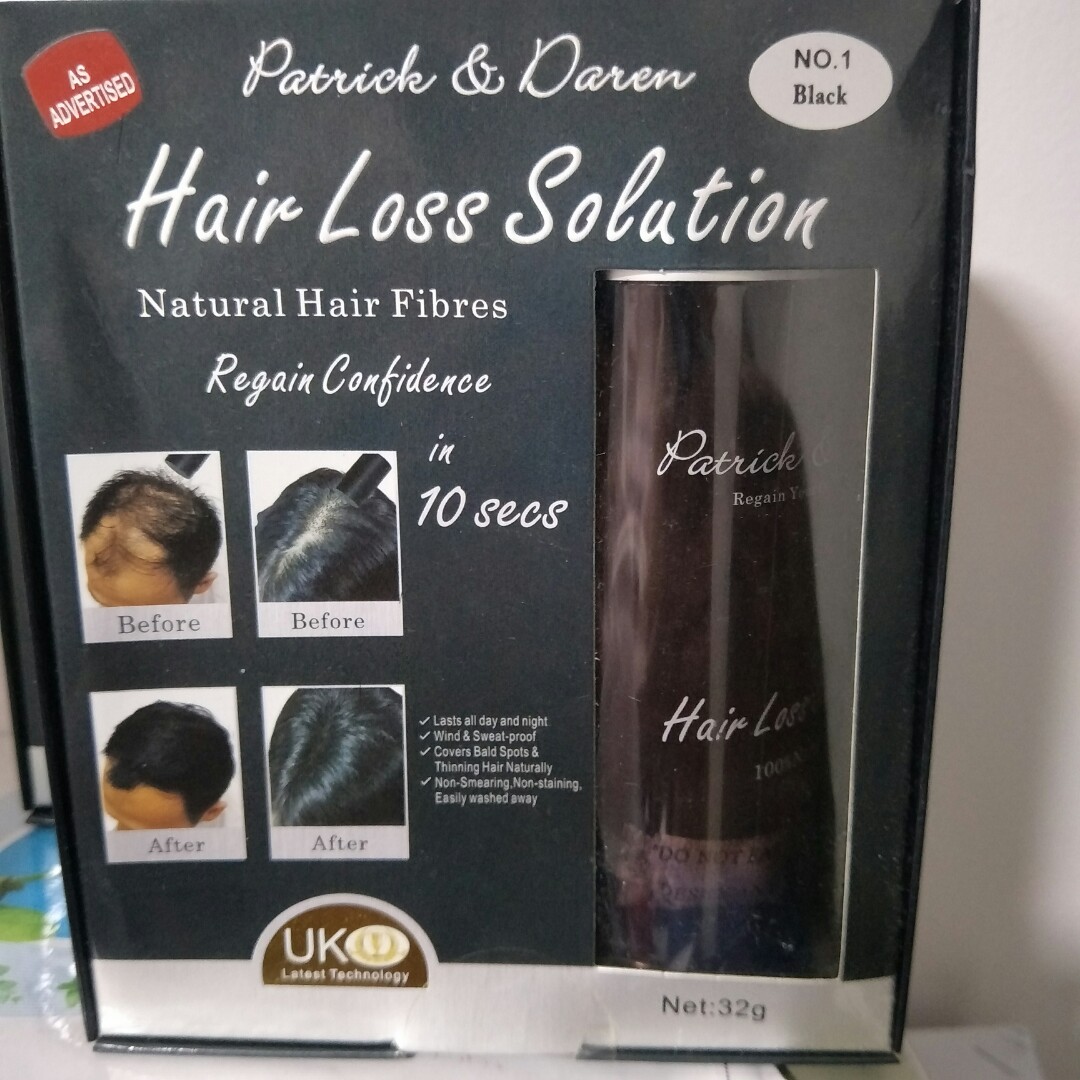 AS
ADVERTISED
Patrick & Daren
NO.1
Black
Hair Loss Solution
Natural Hair Fibres
Regain Confidence
in
10 secs
Before
Before
After
After
✓ Lasts all day and night
✓ Wind & Sweat-proof
✓ Covers Bald Spots &
Thinning Hair Naturally
✓ Non-Smearing,Non-staining,
Easily washed away
UK
Latest Technology
Patrick &
Regain
Hair Loss
DO NOT
Net:32g